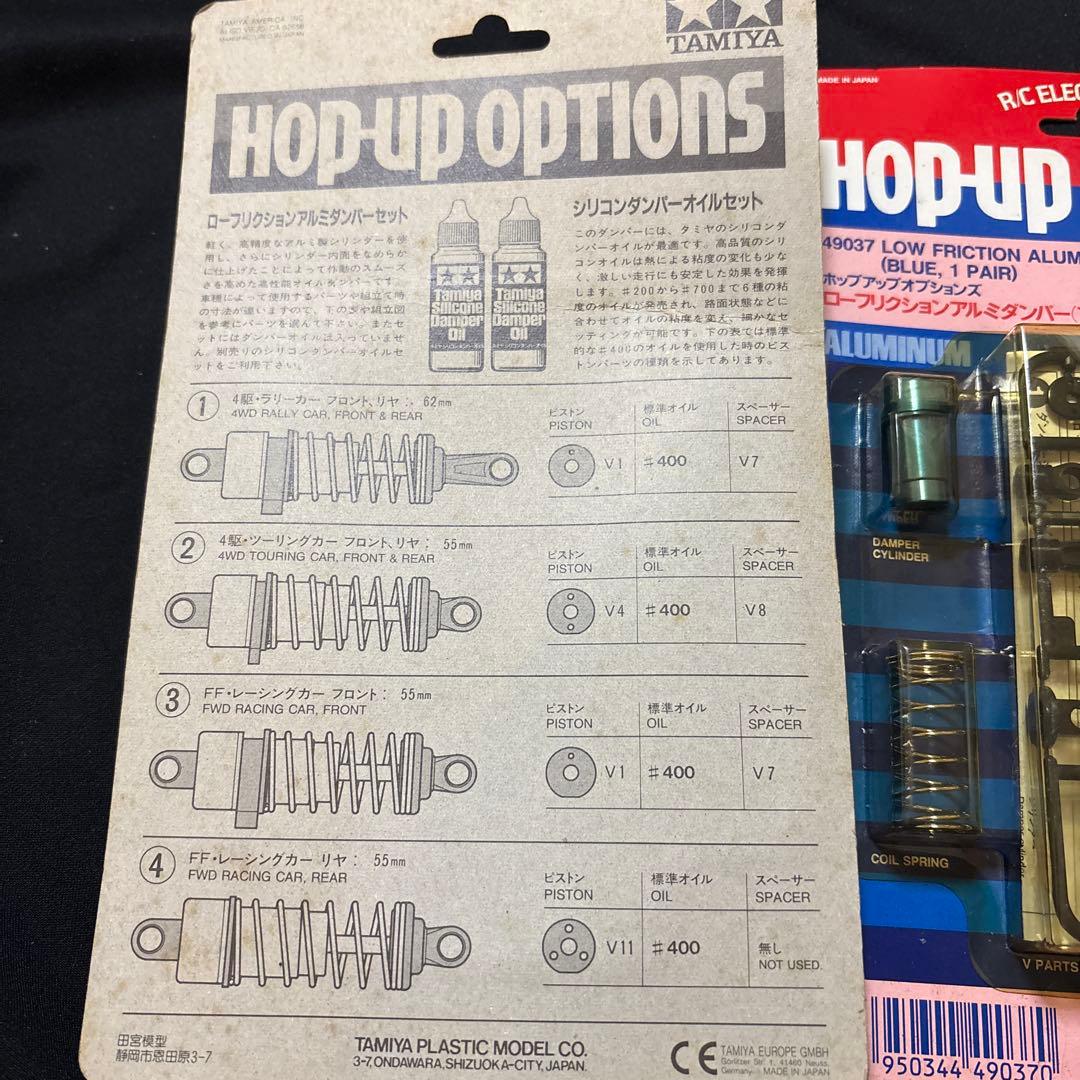 TAMIYA AMERICA, INC.
ALISO VIEJO, CA 92656
MANUFACTURED IN JAPAN
TAMIYA
HOP-UP OPTIONS
ローフリクションアルミダンパーセット
軽く、高精度なアルミ製シリンダーを使
用し、さらにシリンダー内面をなめらか
に仕上げたことによって作動のスムーズ
さを高めた高性能オイルダンパーです。
車種によって使用するパーツや組立て時
の寸法が違いますので、下の表や組立図
を参考にパーツを選んで下さい。またセ
ットにはダンパーオイルは入っていませ
ん。別売りのシリコンダンパーオイルセ
ットをご利用下さい。
Tamiya Silicone Damper Oil
Tamiya Silicone Damper Oil
シリコンダンパーオイルセット
このダンパーには、タミヤのシリコンダ
ンパーオイルが最適です。高品質のシリ
コンオイルは熱による粘度の変化も少な
く、激しい走行にも安定した効果を発揮
します。♯200から♯700まで6種の粘
度のオイルが発売され、路面状態などに
合わせてオイルの粘度を変え、細かなセ
ッティングが可能です。下の表では標準
的な♯400のオイルを使用した時のピス
トンパーツの種類を示してあります。
1 4駆・ラリーカー フロント、リヤ: 62mm
4WD RALLY CAR, FRONT & REAR
ピストン 標準オイル スペーサー
PISTON OIL SPACER
V1 ♯400 V7
2 4駆・ツーリングカー フロント、リヤ: 55mm
4WD TOURING CAR, FRONT & REAR
ピストン 標準オイル スペーサー
PISTON OIL SPACER
V4 ♯400 V8
3 FF・レーシングカー フロント: 55mm
FWD RACING CAR, FRONT
ピストン 標準オイル スペーサー
PISTON OIL SPACER
V1 ♯400 V7
4 FF・レーシングカー リヤ: 55mm
FWD RACING CAR, REAR
ピストン 標準オイル スペーサー
PISTON OIL SPACER
V11 ♯400 無し
NOT USED.
田宮模型
静岡市恩田原3-7
TAMIYA PLASTIC MODEL CO.
3-7, ONDAWARA, SHIZUOKA-CITY, JAPAN.
CE TAMIYA EUROPE GMBH
Görlitzer Str. 1, 41460 Neuss,
Germany MADE IN JAPAN
MADE IN JAPAN
R/C ELEC
HOP-UP
49037 LOW FRICTION ALUM
(BLUE, 1 PAIR)
ホップアップオプションズ
ローフリクションアルミダンパー(
ALUMINUM
DAMPER
CYLINDER
COIL SPRING
Damper cylinder
V PARTS
950344 490370